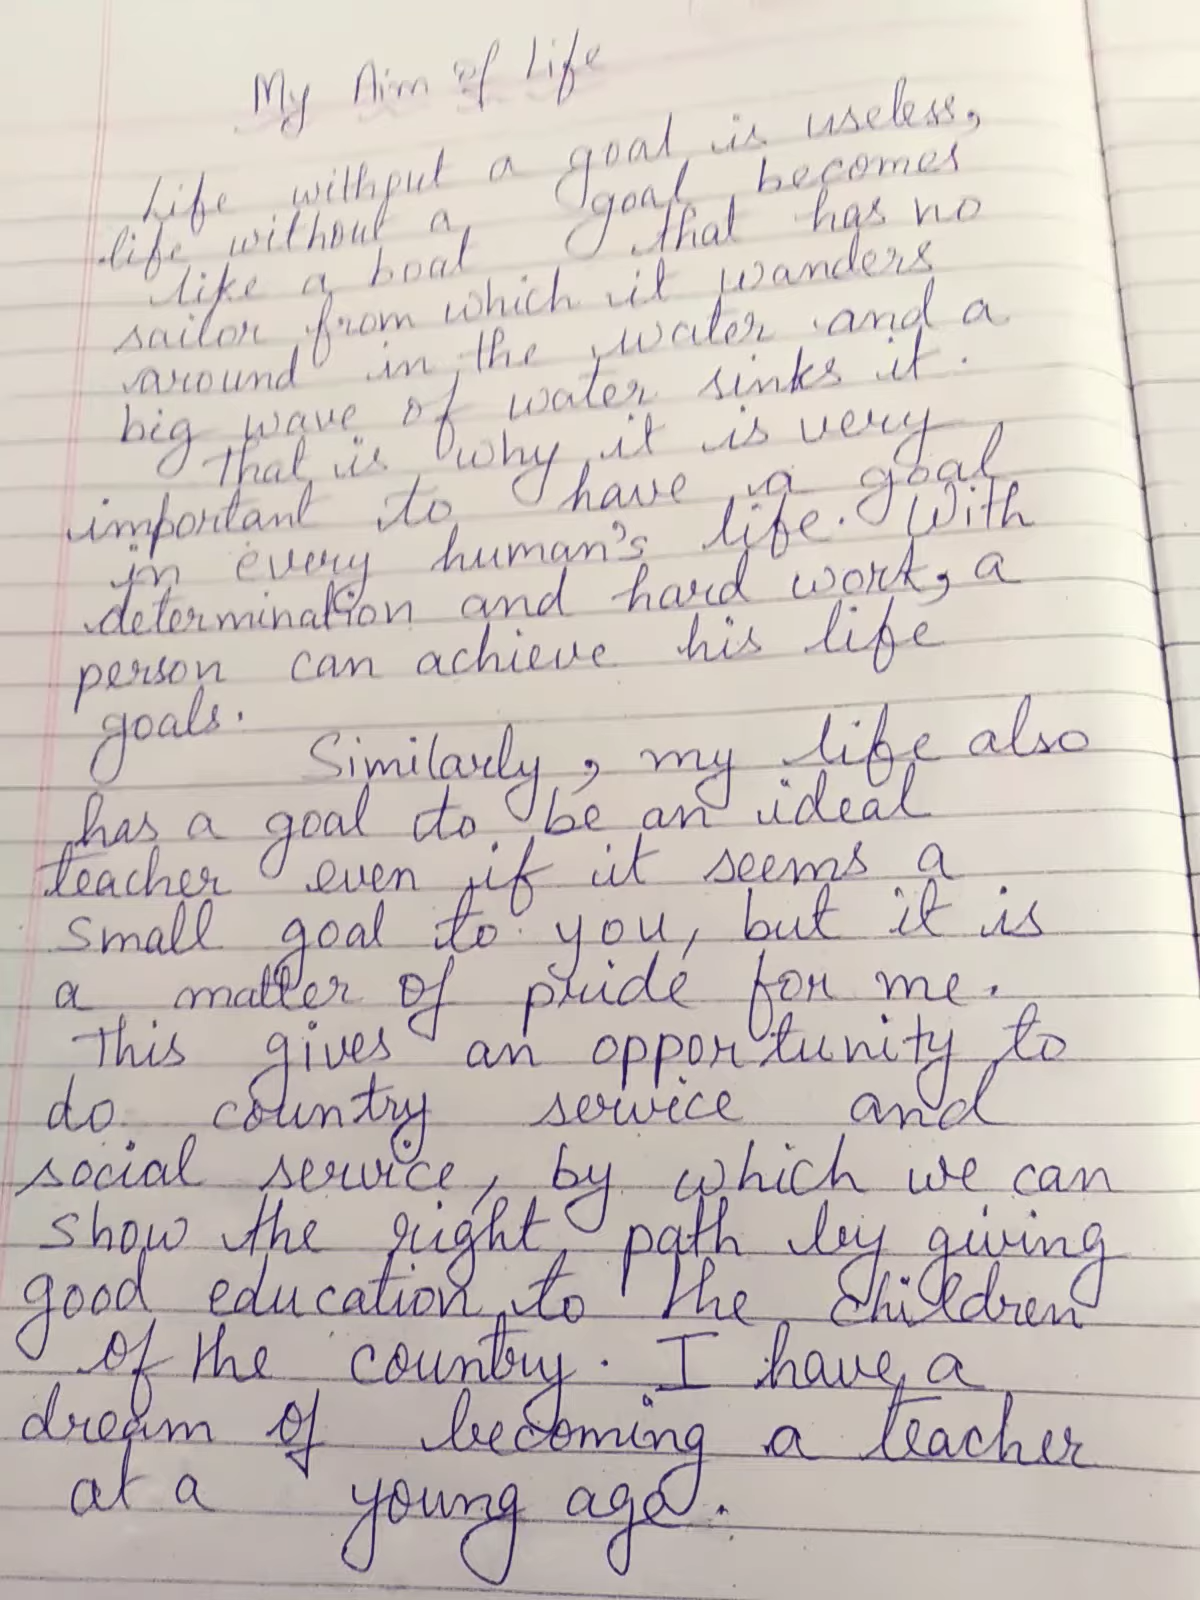 My Aim of Life
Life without a goal is useless,
life without a goal becomes
like a boat that has no
sailor from which it wanders
around in the water and a
big wave of water sinks it.
That is why it is very
important to have a goal
in every human's life. With
determination and hard work, a
person can achieve his life
goals.
Similarly, my life also
has a goal to be an ideal
teacher even if it seems a
small goal to you, but it is
a matter of pride for me.
This gives an opportunity to
do country service and
social service, by which we can
show the right path by giving
good education to the children
of the country. I have a
dream of becoming a teacher
at a young age.